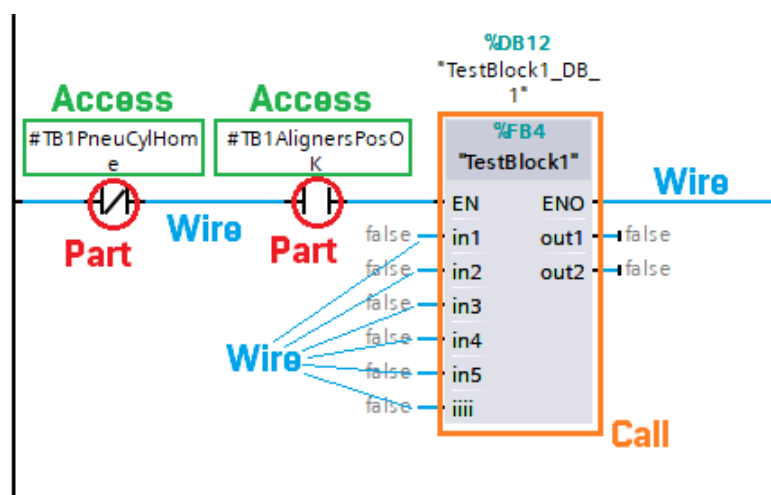 %DB12
"TestBlock1_DB_
1"
Access
Access
#TB1PneuCylHom
e
#TB1AlignersPosO
K
%FB4
"TestBlock1"
Wire
EN
ENO
Part
Wire
Part
false
in1
out1
false
false
in2
out2
false
false
in3
Wire
false
in4
false
in5
false
iiii
Call